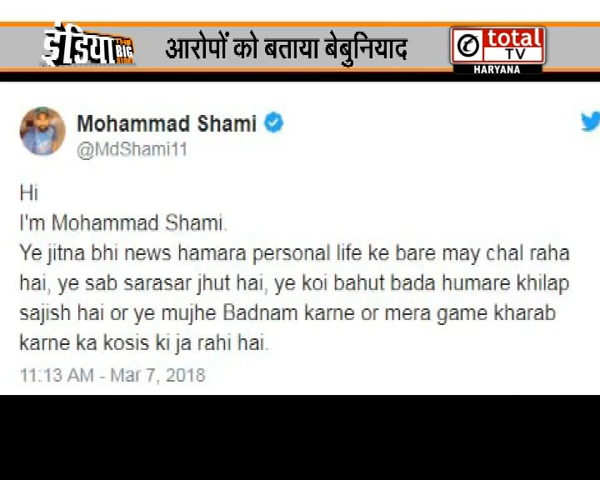 इंडिया THE BIG आरोपों को बताया बेबुनियाद total TV HARYANA
Mohammad Shami
@MdShami11
Hi
I'm Mohammad Shami.
Ye jitna bhi news hamara personal life ke bare may chal raha
hai, ye sab sarasar jhut hai, ye koi bahut bada humare khilap
sajish hai or ye mujhe Badnam karne or mera game kharab
karne ka kosis ki ja rahi hai.
11:13 AM - Mar 7, 2018